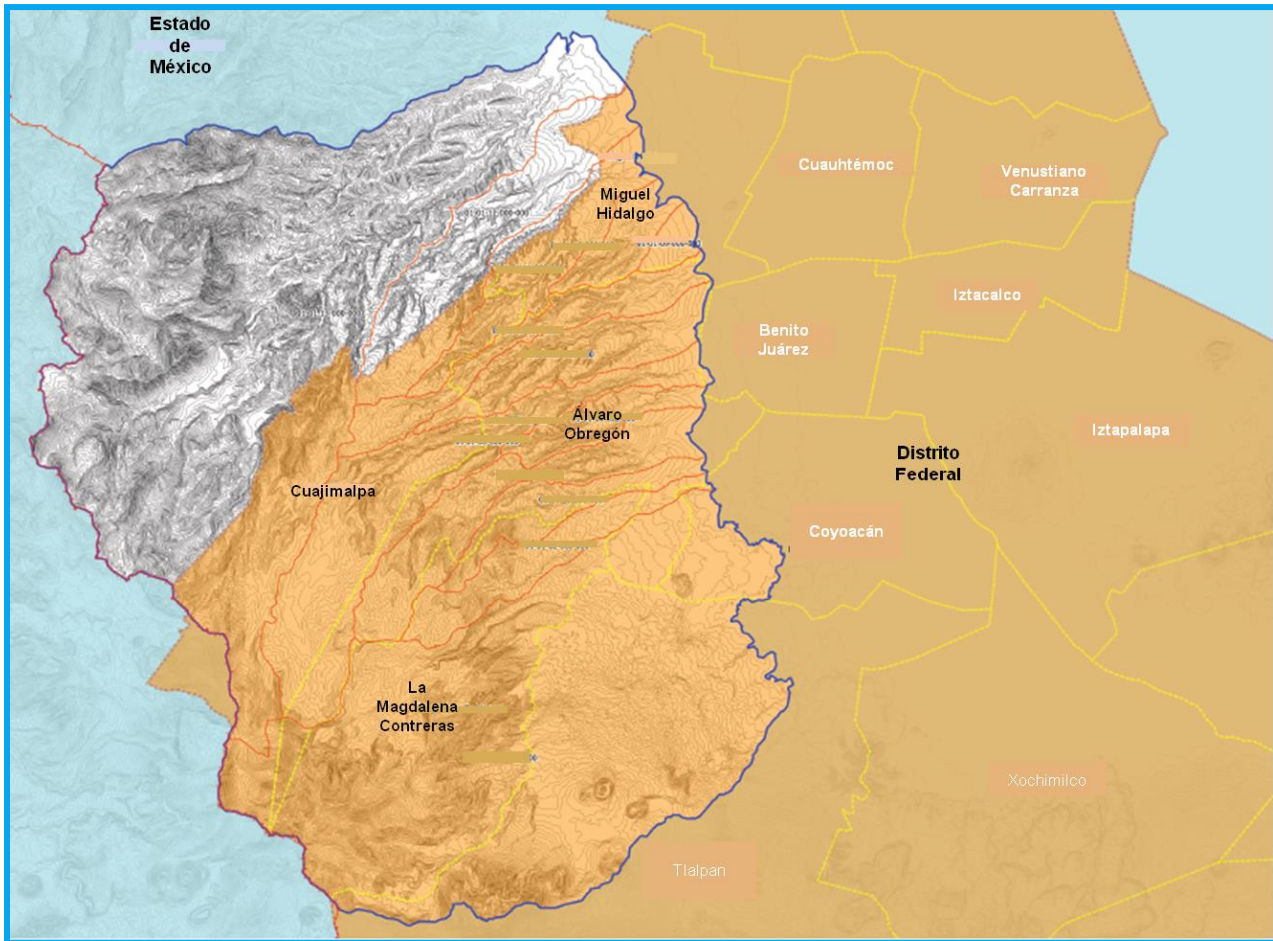 Estado
de
México
Cuauhtémoc
Venustiano
Carranza
Miguel
Hidalgo
Iztacalco
Benito
Juárez
Álvaro
Obregón
Iztapalapa
Distrito
Federal
Cuajimalpa
Coyoacán
La
Magdalena
Contreras
Xochimilco
Tlalpan